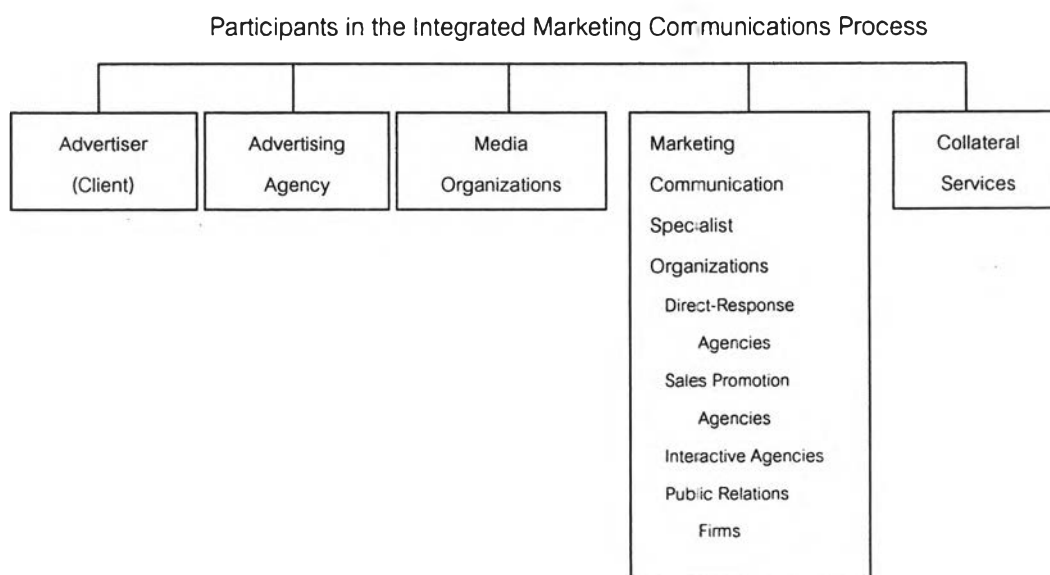 Participants in the Integrated Marketing Communications Process
Advertiser
(Client)
Advertising
Agency
Media
Organizations
Marketing
Communication
Specialist
Organizations
Direct-Response
Agencies
Sales Promotion
Agencies
Interactive Agencies
Public Relations
Firms
Collateral
Services